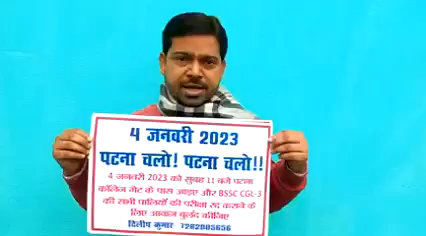 4 जनवरी 2023
पटना चलो! पटना चलो!!
4 जनवरी 2023 को सुबह 11 बजे पटना
कॉलेज गेट के पास आइए और BSSC CGL-3
की सभी पालियों की परीक्षा रद्द कराने के
लिए आवाज बुलंद कीजिए
दिलीप कुमार